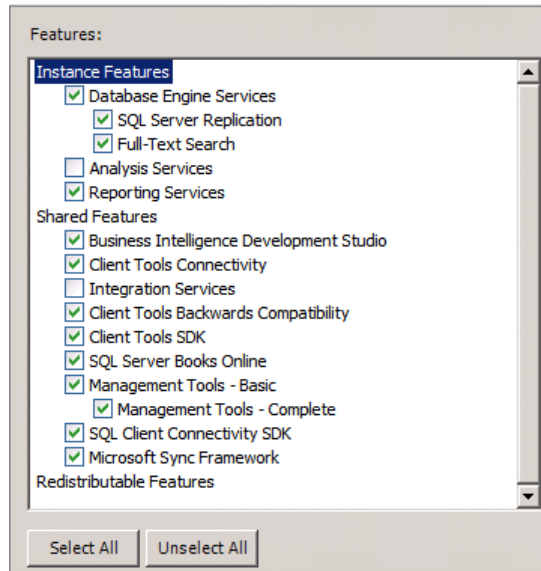 Features:
Instance Features
Database Engine Services
SQL Server Replication
Full-Text Search
Analysis Services
Reporting Services
Shared Features
Business Intelligence Development Studio
Client Tools Connectivity
Integration Services
Client Tools Backwards Compatibility
Client Tools SDK
SQL Server Books Online
Management Tools - Basic
Management Tools - Complete
SQL Client Connectivity SDK
Microsoft Sync Framework
Redistributable Features
Select All Unselect All